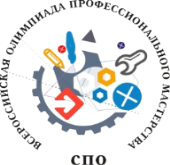 ВСЕРОССИЙСКАЯ ОЛИМПИАДА ПРОФЕССИОНАЛЬНОГО МАСТЕРСТВА
СПО